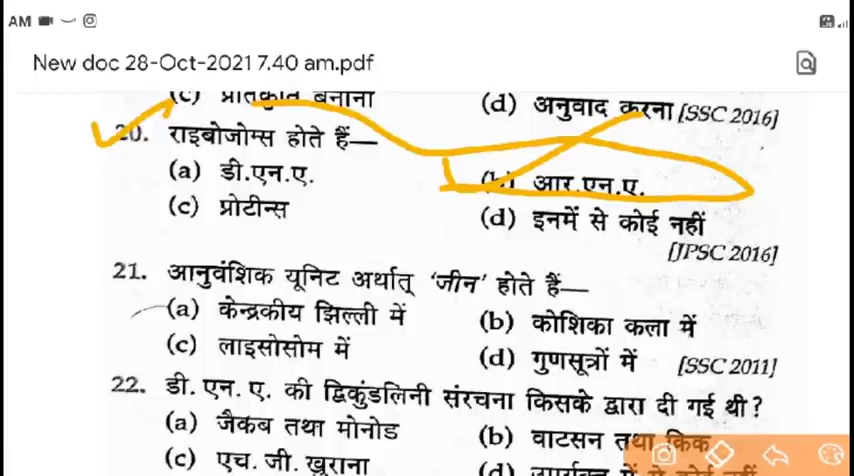 AM
New doc 28-Oct-2021 7.40 am.pdf
(c) प्रतिकृति बनाना (d) अनुवाद करना [SSC 2016]
20. राइबोजोम्स होते हैं—
(a) डी.एन.ए. (b) आर.एन.ए.
(c) प्रोटीन्स (d) इनमें से कोई नहीं
[JPSC 2016]
21. आनुवंशिक यूनिट अर्थात् 'जीन' होते हैं—
(a) केन्द्रकीय झिल्ली में (b) कोशिका कला में
(c) लाइसोसोम में (d) गुणसूत्रों में [SSC 2011]
22. डी. एन. ए. की द्विकुंडलिनी संरचना किसके द्वारा दी गई थी?
(a) जैकब तथा मोनोड (b) वाटसन तथा क्रिक
(c) एच. जी. खुराना (d)